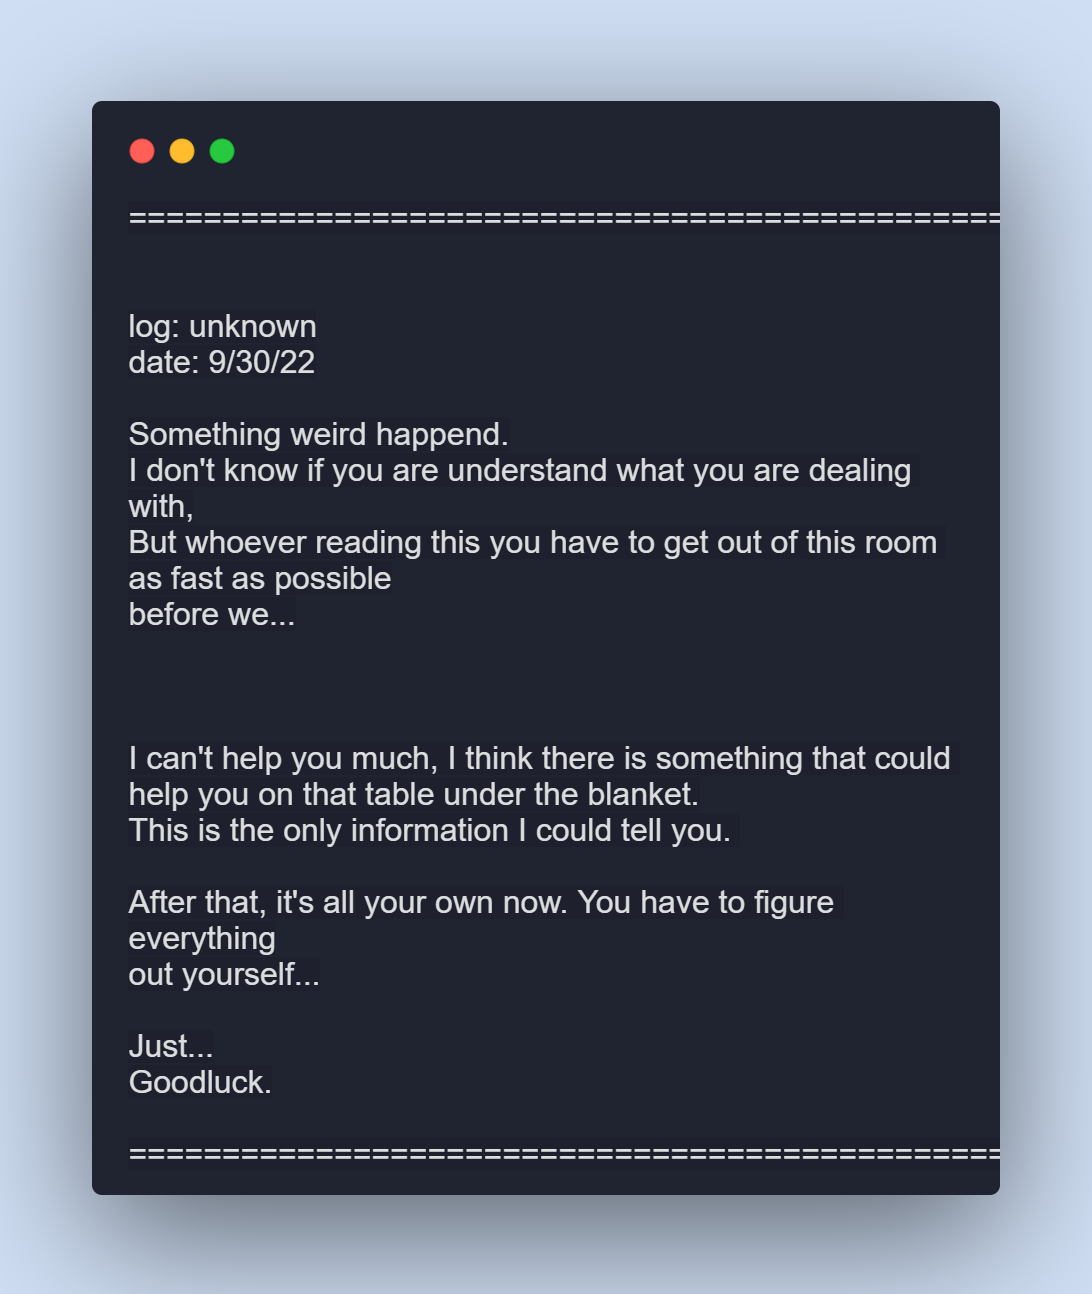 ===============================================
log: unknown
date: 9/30/22
Something weird happend.
I don't know if you are understand what you are dealing
with,
But whoever reading this you have to get out of this room
as fast as possible
before we...
I can't help you much, I think there is something that could
help you on that table under the blanket.
This is the only information I could tell you.
After that, it's all your own now. You have to figure
everything
out yourself...
Just...
Goodluck.
===============================================